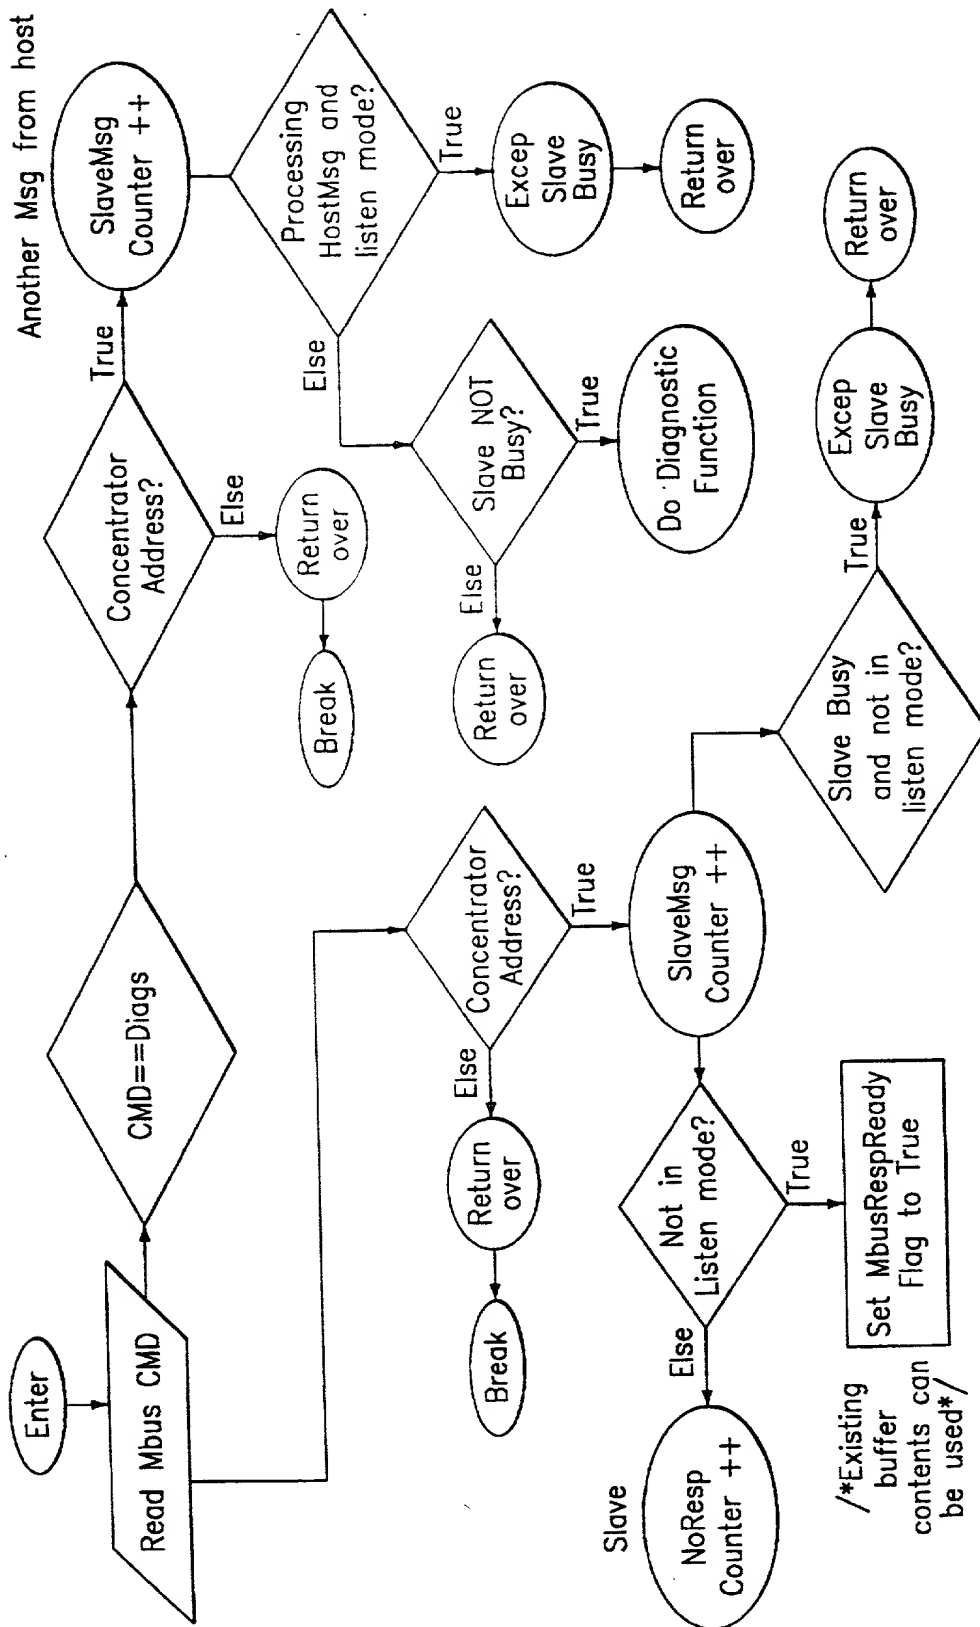 Enter
Read Mbus CMD
CMD==Diags
Concentrator
Address?
True
Another Msg from host
SlaveMsg
Counter ++
Else
Return
over
Break
Processing
HostMsg and
listen mode?
True
Excep
Slave
Busy
Return
over
Else
Slave NOT
Busy?
True
Do Diagnostic
Function
Else
Return
over
Concentrator
Address?
Else
Return
over
Break
True
SlaveMsg
Counter ++
Slave Busy
and not in
listen mode?
True
Excep
Slave
Busy
Return
over
Not in
Listen mode?
Else
Slave
NoResp
Counter ++
True
Set MbusRespReady
Flag to True
/*Existing
buffer
contents can
be used*/